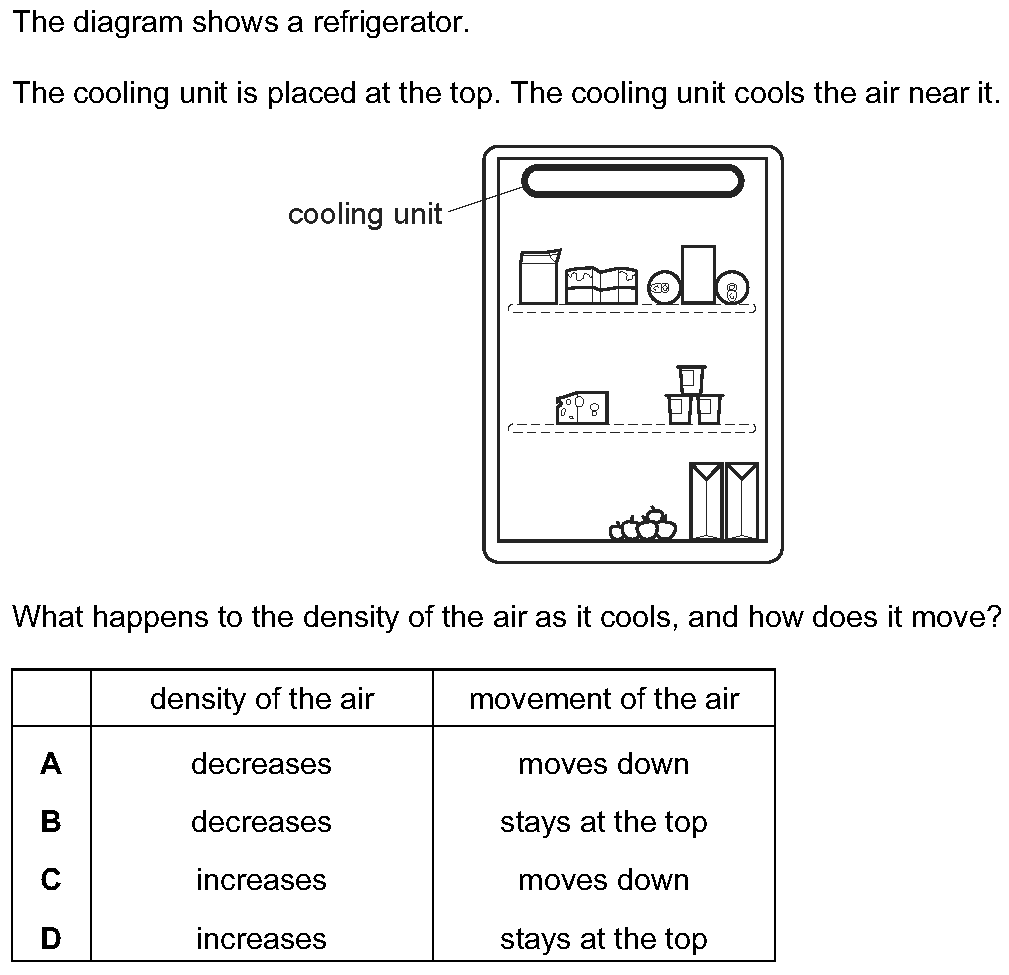 The diagram shows a refrigerator.
The cooling unit is placed at the top. The cooling unit cools the air near it.
cooling unit
What happens to the density of the air as it cools, and how does it move?
density of the air movement of the air
A decreases moves down
B decreases stays at the top
C increases moves down
D increases stays at the top